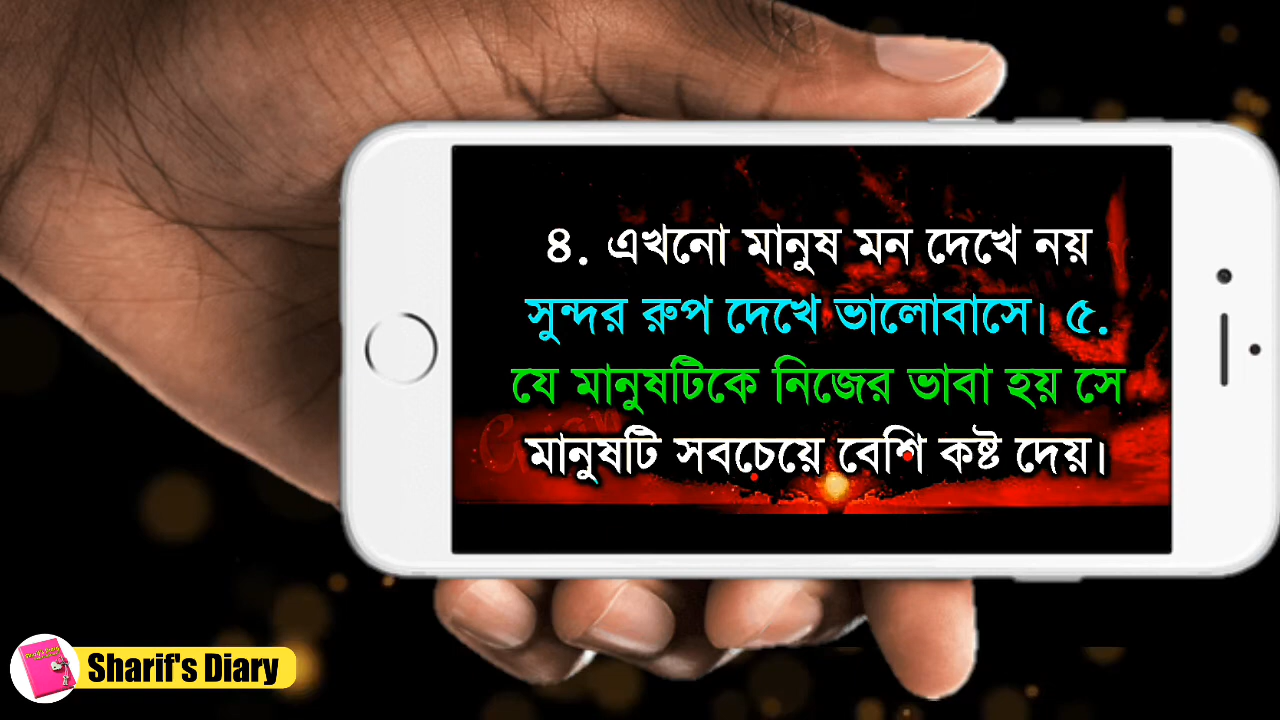 ৪. এখনো মানুষ মন দেখে নয়
সুন্দর রুপ দেখে ভালোবাসে। ৫.
যে মানুষটিকে নিজের ভাবা হয় সে
মানুষটি সবচেয়ে বেশি কষ্ট দেয়।
Sharif's Diary